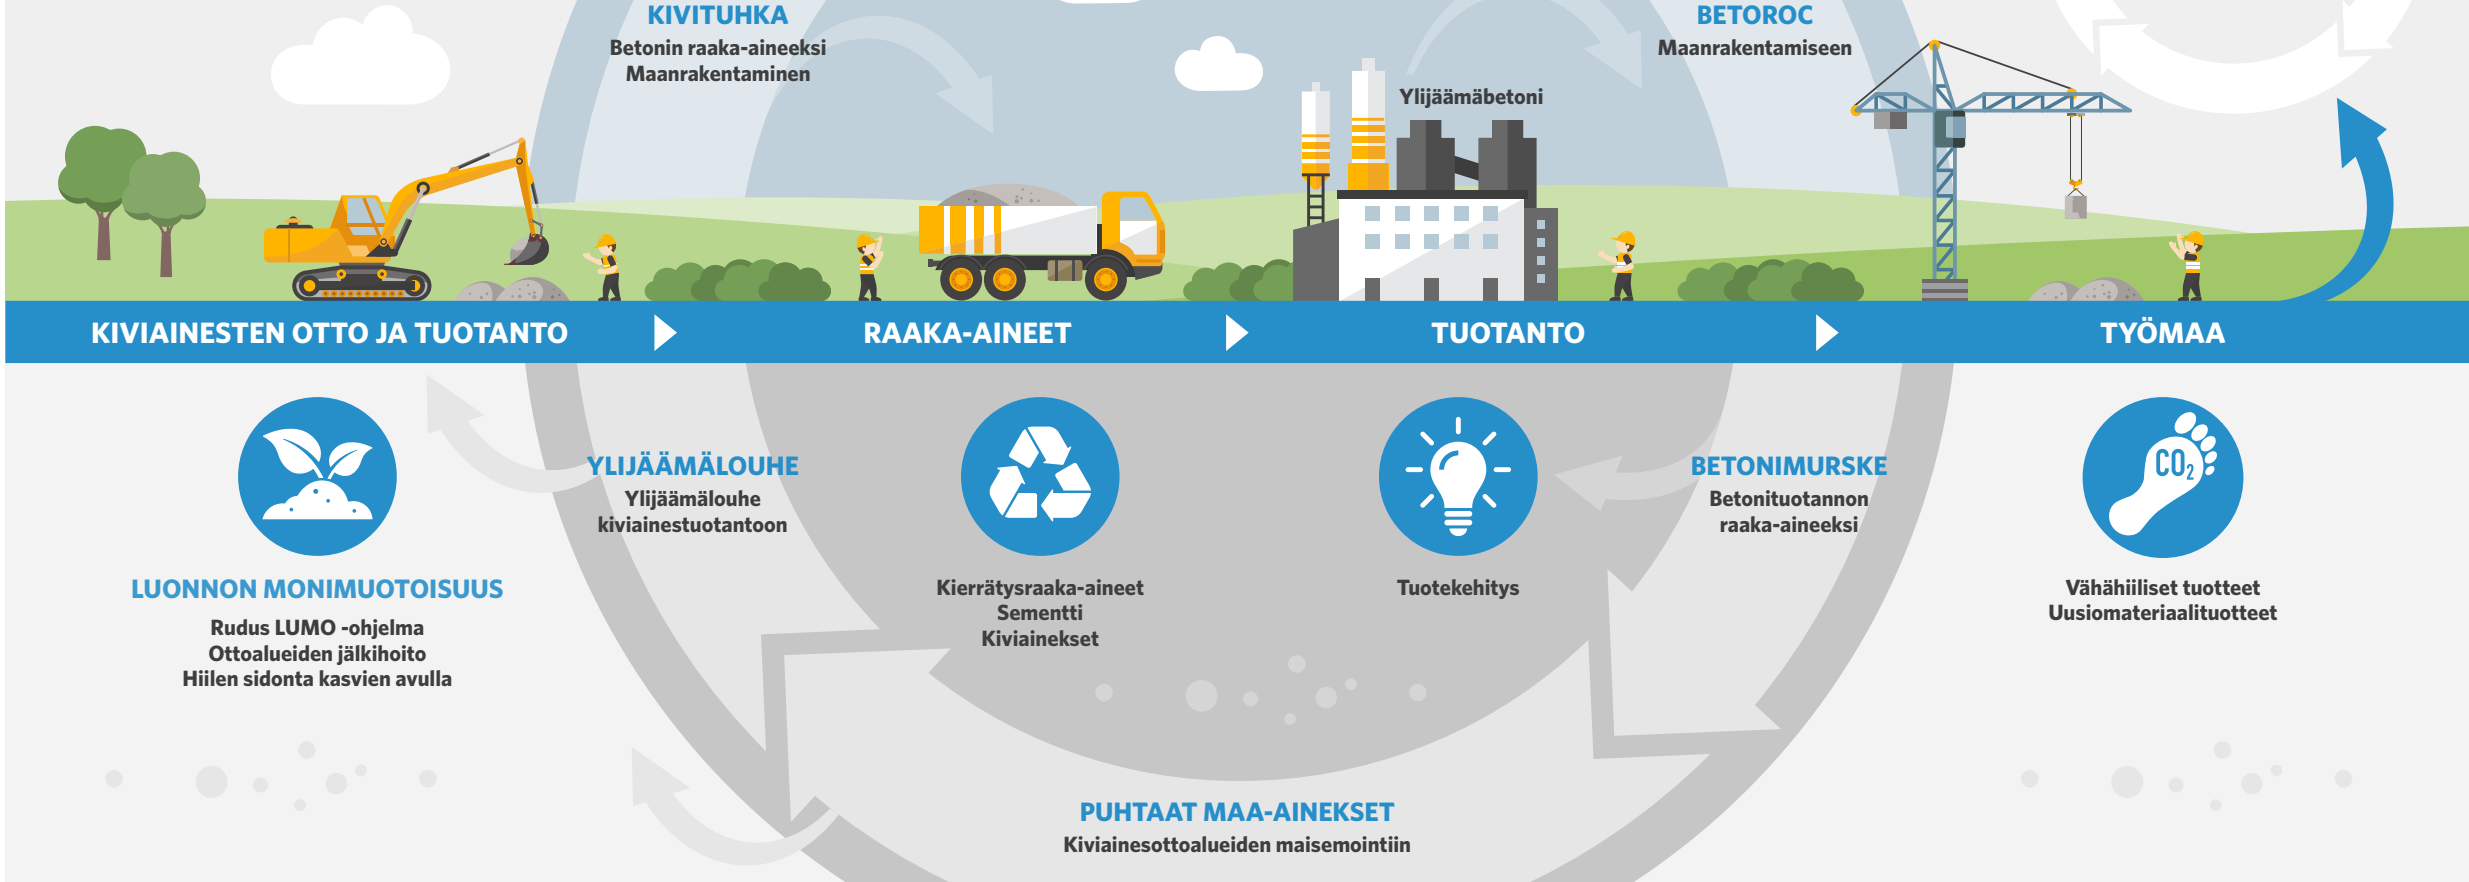 KIVITUHKA
Betonin raaka-aineeksi
Maanrakentaminen
BETOROC
Maanrakentamiseen
Ylijäämäbetoni
KIVIAINESTEN OTTO JA TUOTANTO
RAAKA-AINEET
TUOTANTO
TYÖMAA
LUONNON MONIMUOTOISUUS
Rudus LUMO -ohjelma
Ottoalueiden jälkihoito
Hiilen sidonta kasvien avulla
YLIJÄÄMÄLOUHE
Ylijäämälouhe
kiviainestuotantoon
Kierrätysraaka-aineet
Sementti
Kiviainekset
Tuotekehitys
BETONIMURSKE
Betonituotannon
raaka-aineeksi
CO₂
Vähähiiliset tuotteet
Uusiomateriaalituotteet
PUHTAAT MAA-AINEKSET
Kiviainesottoalueiden maisemointiin